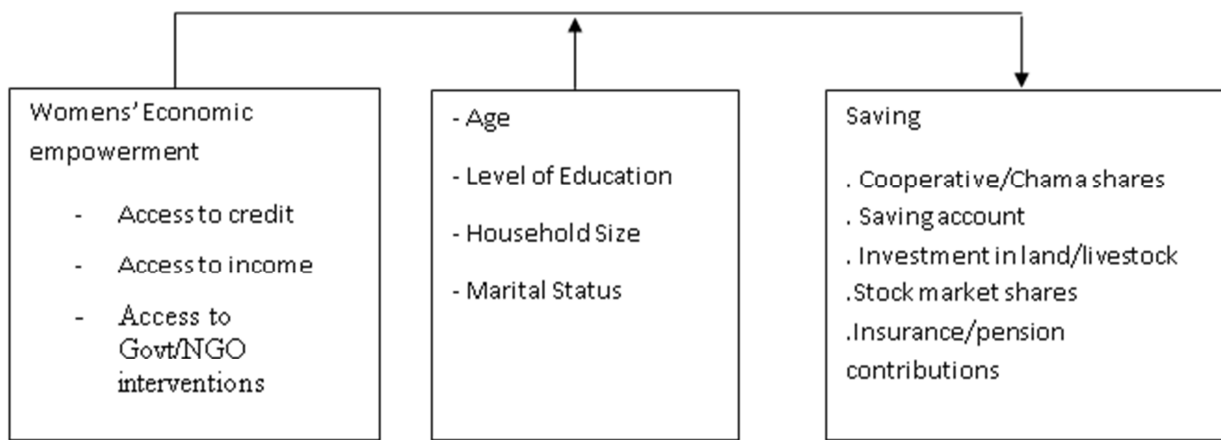 Womens' Economic
empowerment
- Access to credit
- Access to income
- Access to
Govt/NGO
interventions
- Age
- Level of Education
- Household Size
- Marital Status
Saving
. Cooperative/Chama shares
. Saving account
. Investment in land/livestock
.Stock market shares
.Insurance/pension
contributions